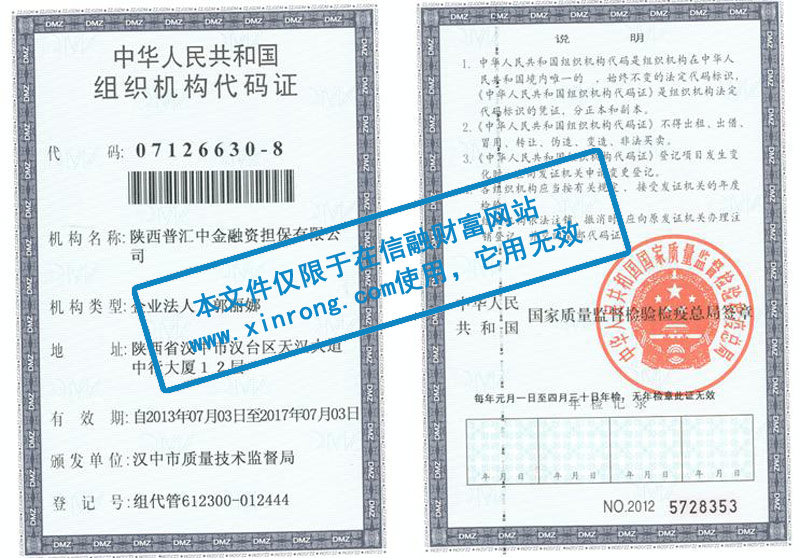 中华人民共和国
组织机构代码证
代 码: 07126630-8
机构名称: 陕西普汇中金融资担保有限公
司
机构类型: 企业法人 郭丽娜
地 址: 陕西省汉中市汉台区天汉大道
中行大厦12层
有 效 期: 自2013年07月03日至2017年07月03日
颁发单位: 汉中市质量技术监督局
登 记 号: 组代管612300-012444
说 明
1. 中华人民共和国组织机构代码是组织机构在中华人
民共和国境内唯一的、始终不变的法定代码标识,
《中华人民共和国组织机构代码证》是组织机构法定
代码标识的凭证,分正本和副本。
2.《中华人民共和国组织机构代码证》不得出租、出借、
冒用、转让、伪造、变造、非法买卖。
3.《中华人民共和国组织机构代码证》登记项目发生变
化时,应向发证机关申请变更登记。
各组织机构应当按有关规定,接受发证机关的年度
检验
依法注销、撤消时,应向原发证机关办理注
销登记,
中华人民
共和国
国家质量监督检验检疫总局签章
中华人民共和国国家质量监督检验检疫总局
每年元月一日至四月三十日年检,无年检章此证无效
年检记录
年 月 日 年 月 日 年 月 日 年 月 日
NO.2012 5728353
本文件仅限于在信融财富网站
www.xinrong.com使用,它用无效